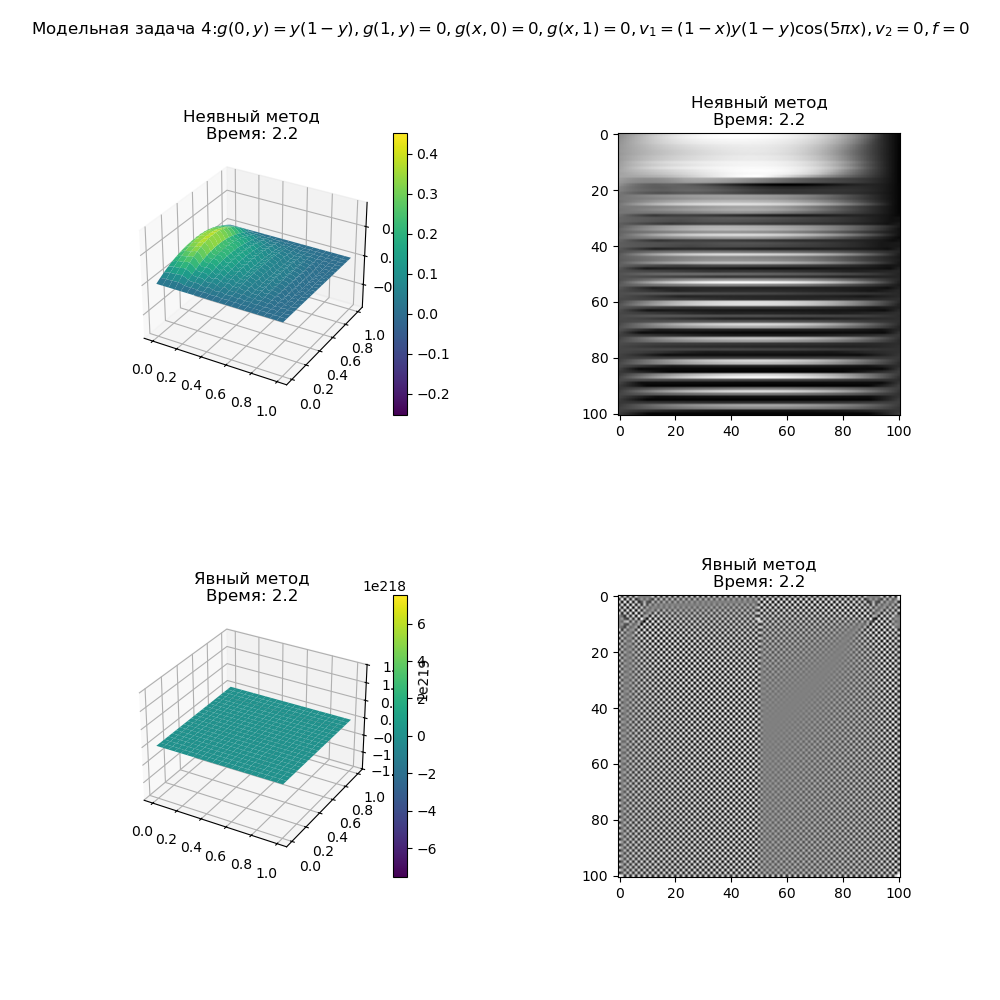 Модельная задача 4:g(0, y) = y(1 − y), g(1, y) = 0, g(x, 0) = 0, g(x, 1) = 0, v₁ = (1 − x)y(1 − y)cos(5πx), v₂ = 0, f = 0
Неявный метод
Время: 2.2
0.4
0.3
0.2
0.1
0.0
−0.1
−0.2
0.0 0.2 0.4 0.6 0.8 1.0
0.0 0.2 0.4 0.6 0.8 1.0
Неявный метод
Время: 2.2
0
20
40
60
80
100
0 20 40 60 80 100
Явный метод
Время: 2.2
1e218
6
4
2
0
−2
−4
−6
1e219
0.0 0.2 0.4 0.6 0.8 1.0
0.0 0.2 0.4 0.6 0.8 1.0
Явный метод
Время: 2.2
0
20
40
60
80
100
0 20 40 60 80 100